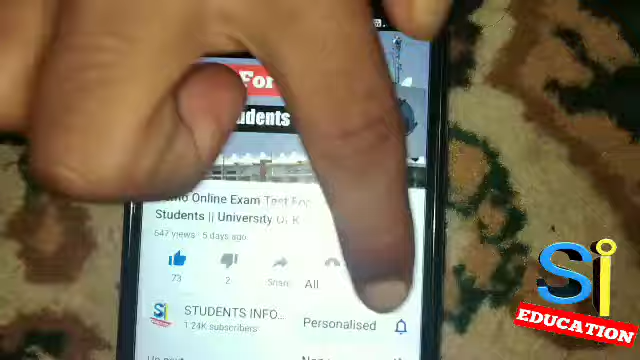 For
udents
Online Exam Test For
Students || University Of K
647 views · 5 days ago
73
2
Share
All
STUDENTS INFO...
1.24K subscribers
Personalised
Si
EDUCATION